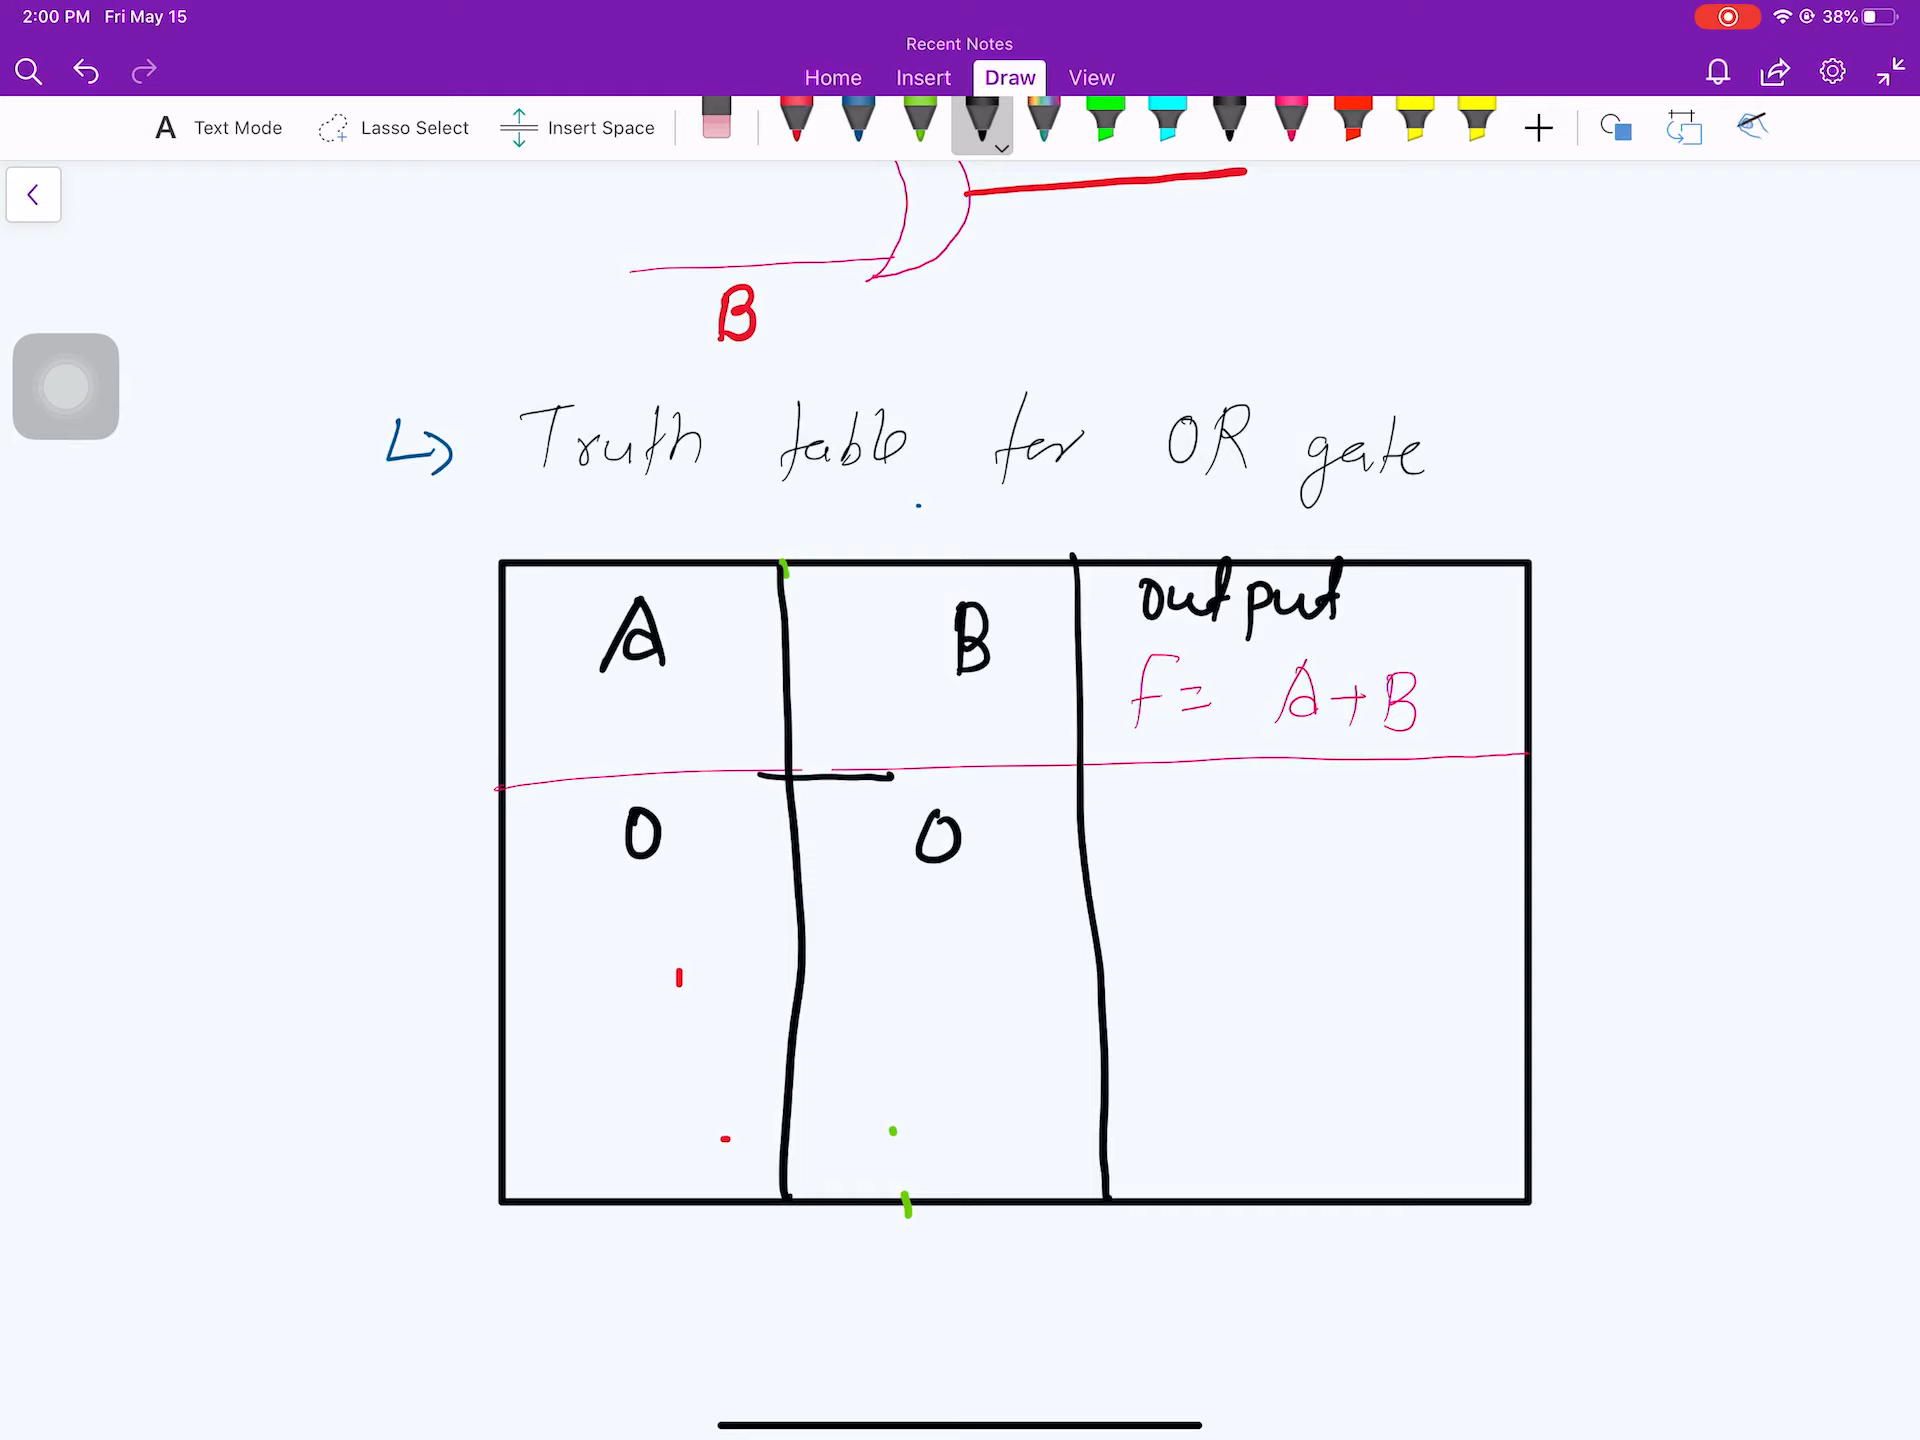 2:00 PM Fri May 15
38%
Recent Notes
Home Insert Draw View
A Text Mode Lasso Select Insert Space
B
Truth table for OR gate
A B output
F = A+B
0 0